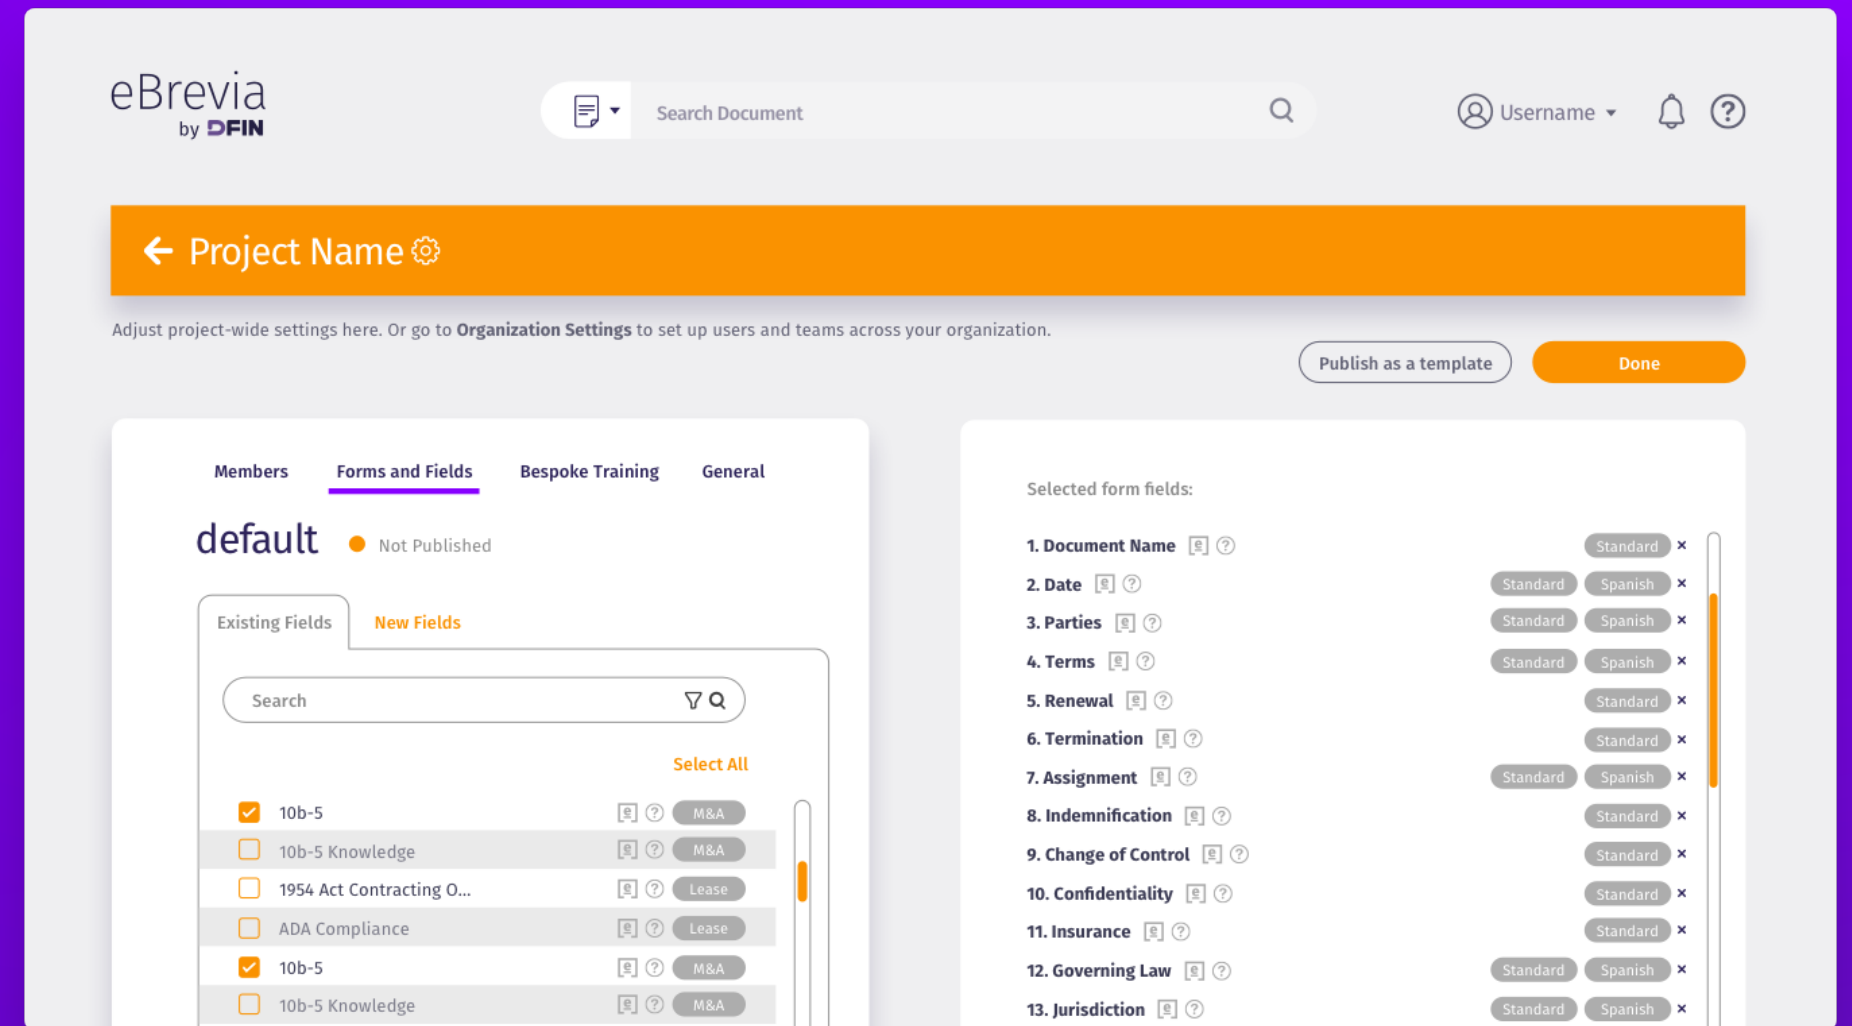 eBrevia
by DFIN
Search Document
Username
Project Name
Adjust project-wide settings here. Or go to Organization Settings to set up users and teams across your organization.
Publish as a template
Done
Members
Forms and Fields
Bespoke Training
General
default
Not Published
Existing Fields
New Fields
Search
Select All
10b-5 M&A
10b-5 Knowledge M&A
1954 Act Contracting O... Lease
ADA Compliance Lease
10b-5 M&A
10b-5 Knowledge M&A
Selected form fields:
1. Document Name Standard
2. Date Standard Spanish
3. Parties Standard Spanish
4. Terms Standard Spanish
5. Renewal Standard
6. Termination Standard
7. Assignment Standard Spanish
8. Indemnification Standard
9. Change of Control Standard
10. Confidentiality Standard
11. Insurance Standard
12. Governing Law Standard Spanish
13. Jurisdiction Standard Spanish